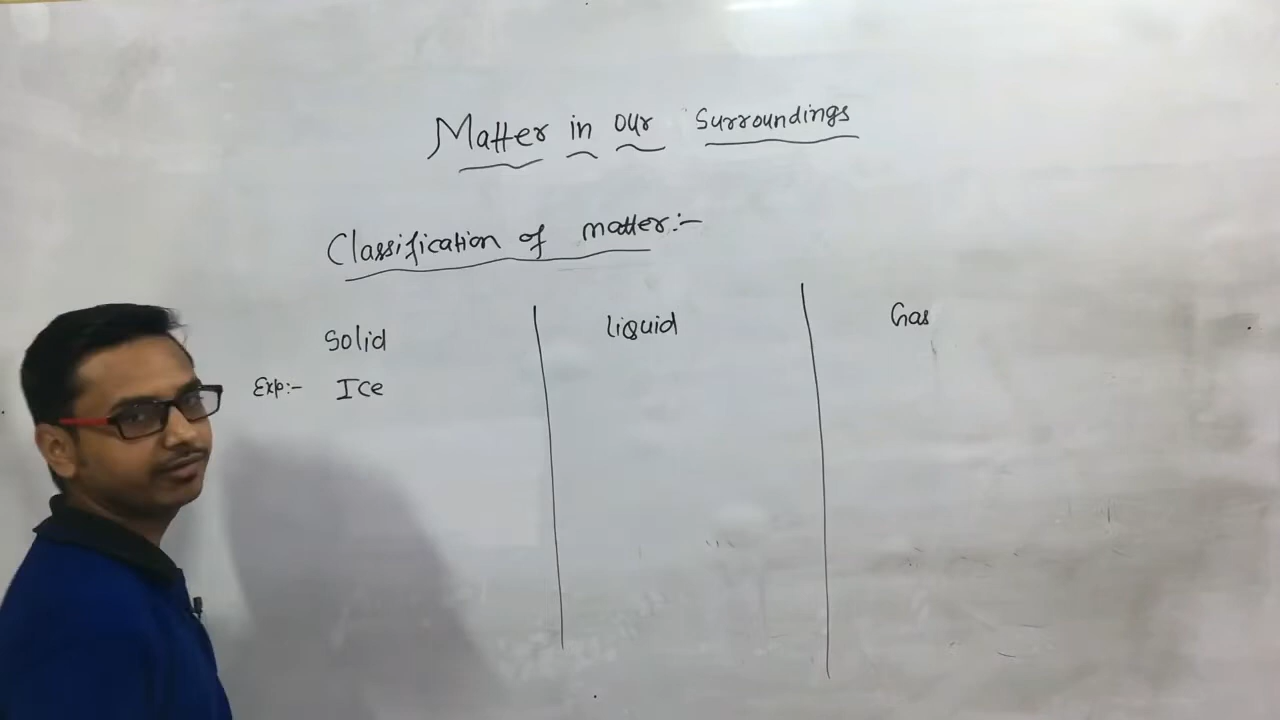 Matter in our Surroundings
Classification of matter:-
Solid liquid Gas
Exp:- Ice